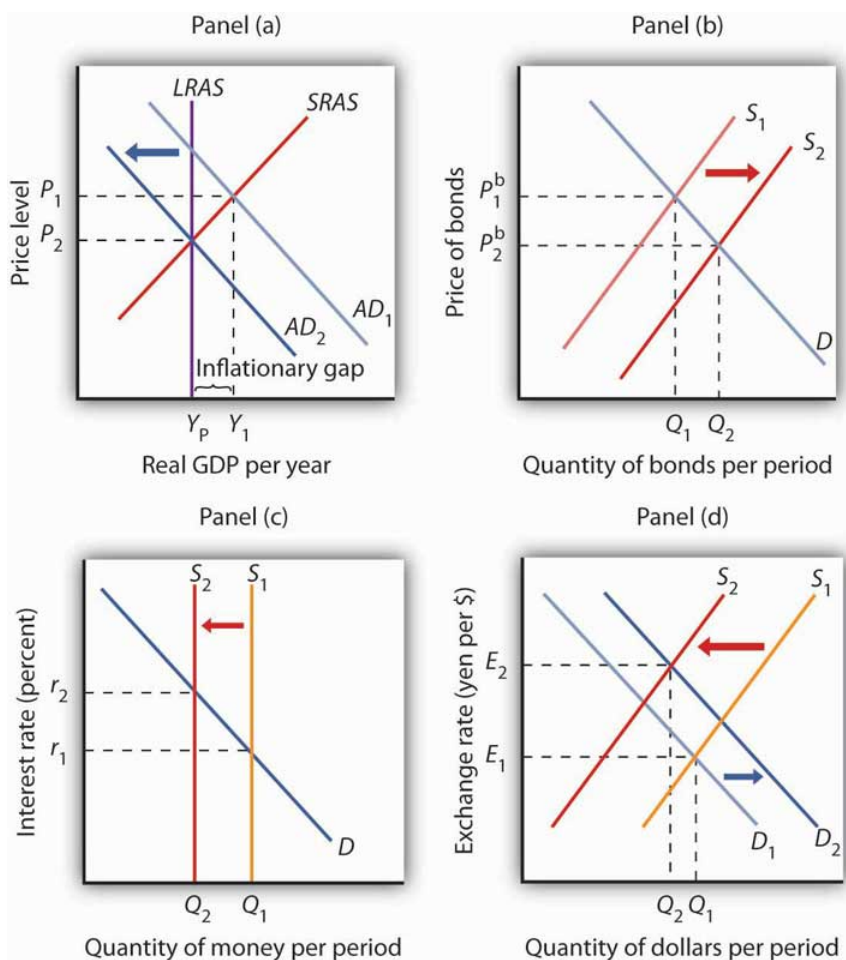 Panel (a)
Price level
LRAS
SRAS
P1
P2
AD1
AD2
Inflationary gap
YP
Y1
Real GDP per year
Panel (b)
Price of bonds
S1
S2
P1b
P2b
D
Q1
Q2
Quantity of bonds per period
Panel (c)
Interest rate (percent)
S2
S1
r2
r1
D
Q2
Q1
Quantity of money per period
Panel (d)
Exchange rate (yen per $)
S2
S1
E2
E1
D1
D2
Q2
Q1
Quantity of dollars per period